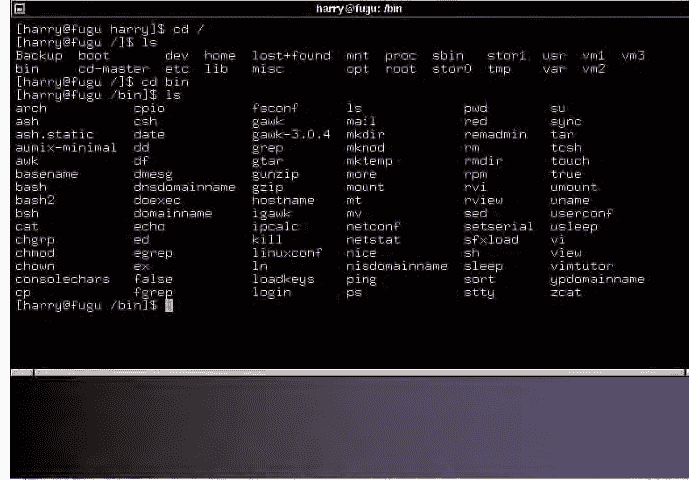 harry@fugu: /bin
[harry@fugu harry]$ cd /
[harry@fugu /]$ ls
Backup boot dev home lost+found mnt proc sbin stor1 usr vm1 vm3
bin cd-master etc lib misc opt root stor0 tmp var vm2
[harry@fugu /]$ cd bin
[harry@fugu /bin]$ ls
arch cpio fsconf ls pwd su
ash csh gawk mail red sync
ash.static date gawk-3.0.4 mkdir remadmin tar
aumix-minimal dd grep mknod rm tcsh
awk df gtar mktemp rmdir touch
basename dmesg gunzip more rpm true
bash dnsdomainname gzip mount rvi umount
bash2 doexec hostname mt rview uname
bsh domainname igawk mv sed userconf
cat echo ipcalc netconf setserial usleep
chgrp ed kill netstat sfxload vi
chmod egrep linuxconf nice sh view
chown ex ln nisdomainname sleep vimtutor
consolechars false loadkeys ping sort ypdomainname
cp fgrep login ps stty zcat
[harry@fugu /bin]$